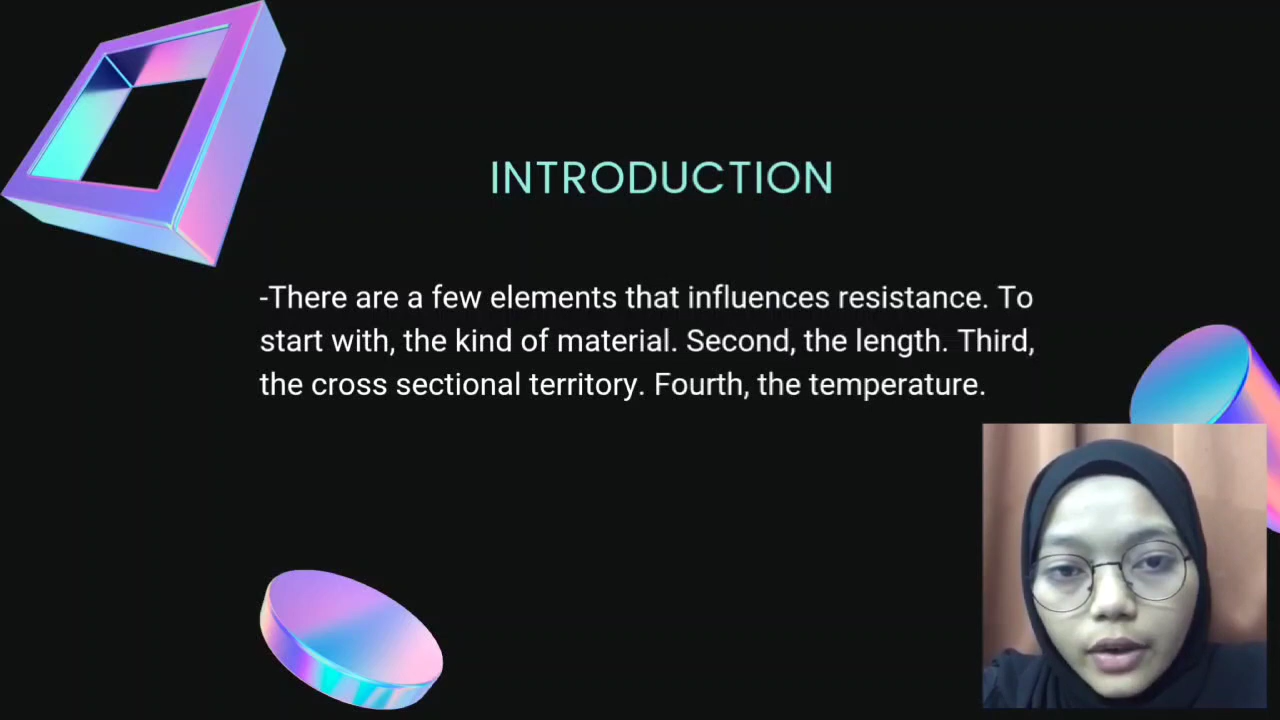 INTRODUCTION
-There are a few elements that influences resistance. To
start with, the kind of material. Second, the length. Third,
the cross sectional territory. Fourth, the temperature.